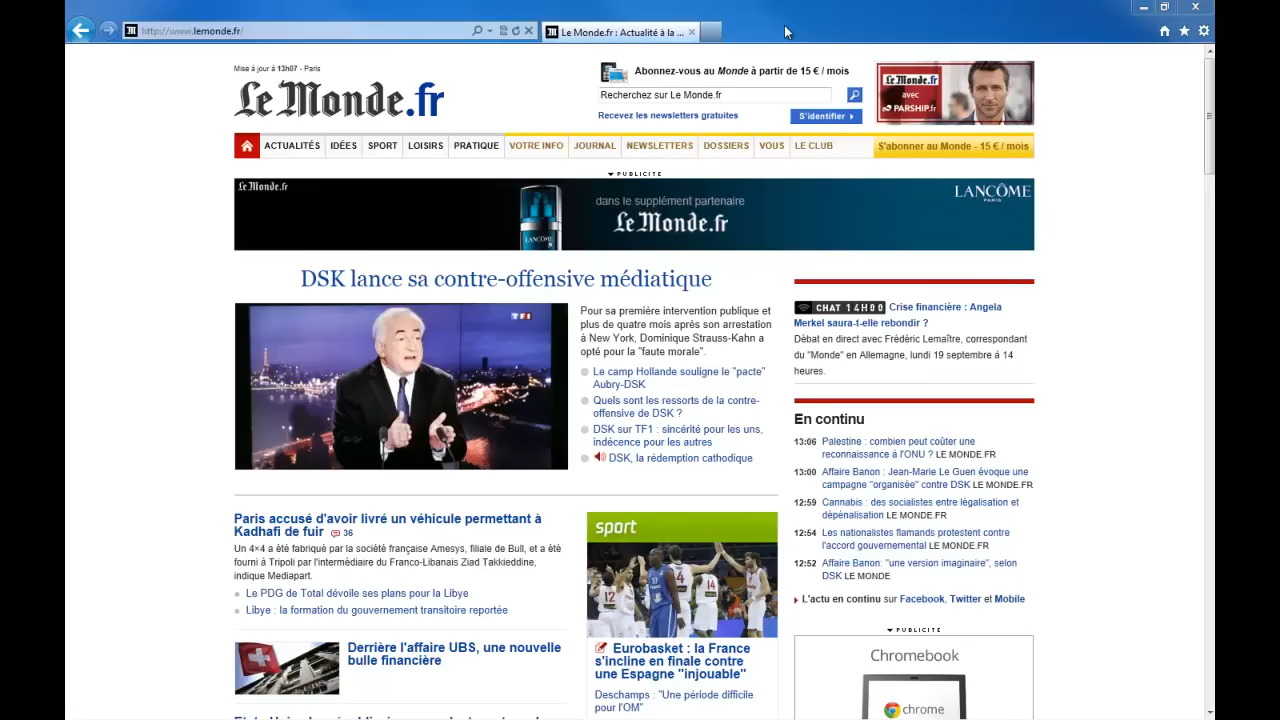 http://www.lemonde.fr/
Le Monde.fr : Actualité à la ...
Mise à jour à 13h07 - Paris
Le Monde.fr
Abonnez-vous au Monde à partir de 15 € / mois
Recherchez sur Le Monde.fr
Recevez les newsletters gratuites
S'identifier
Le Monde.fr
avec
PARSHIP.fr
ACTUALITÉS IDÉES SPORT LOISIRS PRATIQUE VOTRE INFO JOURNAL NEWSLETTERS DOSSIERS VOUS LE CLUB S'abonner au Monde - 15 € / mois
PUBLICITE
Le Monde.fr
LANCÔME
dans le supplément partenaire
Le Monde.fr
LANCÔME
PARIS
DSK lance sa contre-offensive médiatique
TF1
Pour sa première intervention publique et
plus de quatre mois après son arrestation
à New York, Dominique Strauss-Kahn a
opté pour la "faute morale".
Le camp Hollande souligne le "pacte"
Aubry-DSK
Quels sont les ressorts de la contre-
offensive de DSK ?
DSK sur TF1 : sincérité pour les uns,
indécence pour les autres
DSK, la rédemption cathodique
CHAT 14H00 Crise financière : Angela
Merkel saura-t-elle rebondir ?
Débat en direct avec Frédéric Lemaître, correspondant
du "Monde" en Allemagne, lundi 19 septembre à 14
heures.
En continu
13:06 Palestine : combien peut coûter une
reconnaissance à l'ONU ? LE MONDE.FR
13:00 Affaire Banon : Jean-Marie Le Guen évoque une
campagne "organisée" contre DSK LE MONDE.FR
12:59 Cannabis : des socialistes entre légalisation et
dépénalisation LE MONDE.FR
12:54 Les nationalistes flamands protestent contre
l'accord gouvernemental LE MONDE.FR
12:52 Affaire Banon: "une version imaginaire", selon
DSK LE MONDE
L'actu en continu sur Facebook, Twitter et Mobile
PUBLICITE
Chromebook
chrome
Paris accusé d'avoir livré un véhicule permettant à
Kadhafi de fuir 36
Un 4×4 a été fabriqué par la société française Amesys, filiale de Bull, et a été
fourni à Tripoli par l'intermédiaire du Franco-Libanais Ziad Takkieddine,
indique Mediapart.
Le PDG de Total dévoile ses plans pour la Libye
Libye : la formation du gouvernement transitoire reportée
Derrière l'affaire UBS, une nouvelle
bulle financière
sport
Eurobasket : la France
s'incline en finale contre
une Espagne "injouable"
Deschamps : "Une période difficile
pour l'OM"